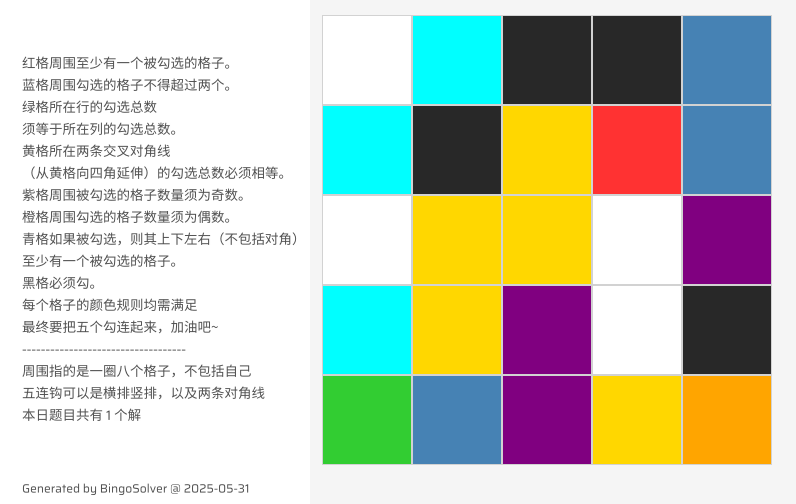 红格周围至少有一个被勾选的格子。
蓝格周围勾选的格子不得超过两个。
绿格所在行的勾选总数
须等于所在列的勾选总数。
黄格所在两条交叉对角线
（从黄格向四角延伸）的勾选总数必须相等。
紫格周围被勾选的格子数量须为奇数。
橙格周围勾选的格子数量须为偶数。
青格如果被勾选，则其上下左右（不包括对角）
至少有一个被勾选的格子。
黑格必须勾。
每个格子的颜色规则均需满足
最终要把五个勾连起来，加油吧~
----------------------------------
周围指的是一圈八个格子，不包括自己
五连钩可以是横排竖排，以及两条对角线
本日题目共有1个解
Generated by BingoSolver @ 2025-05-31